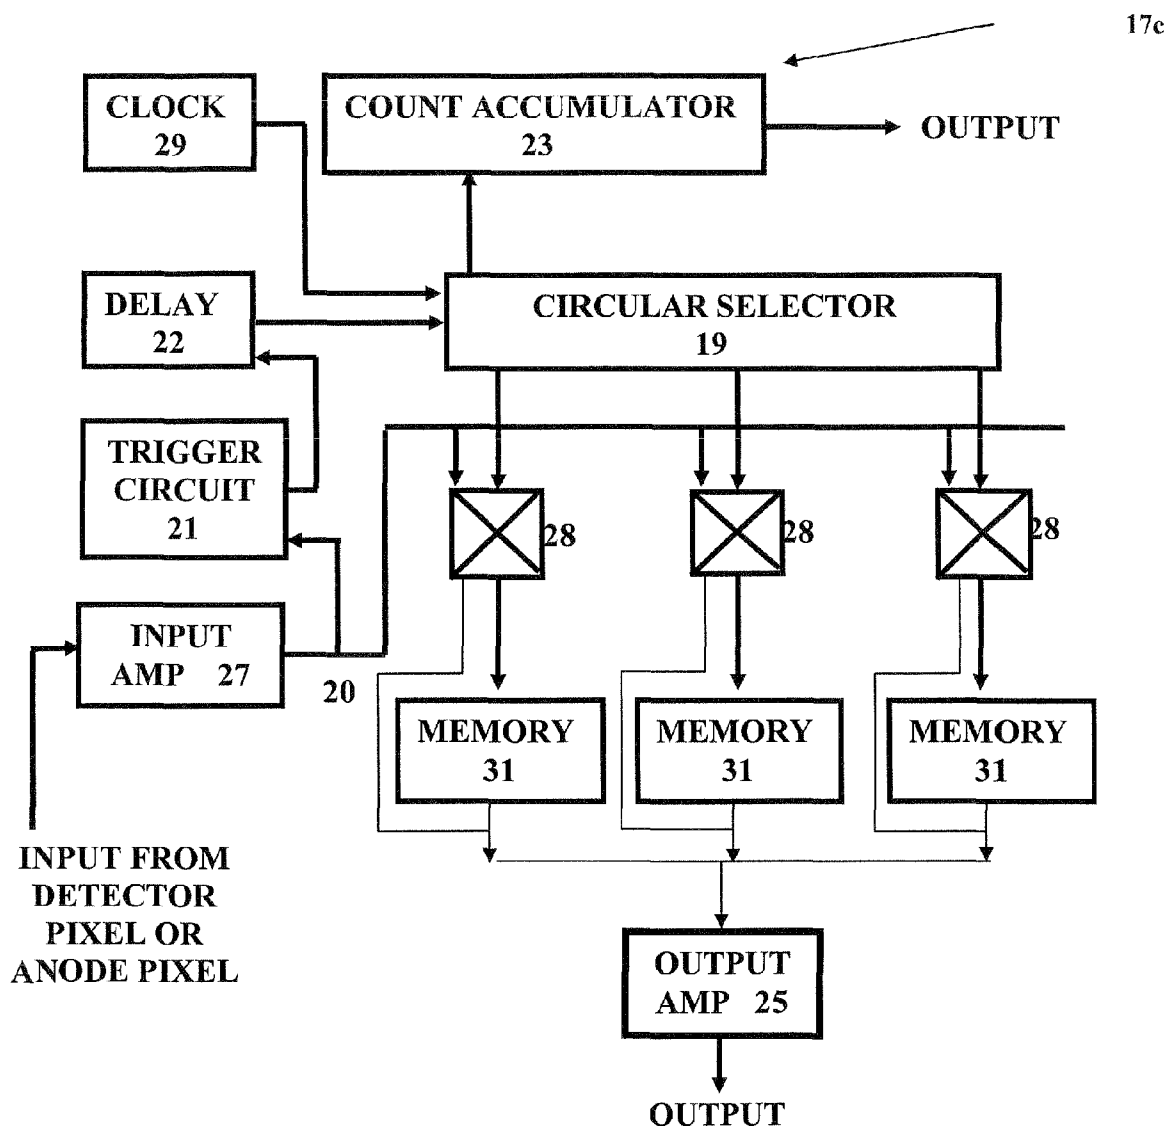 17c
CLOCK
29
COUNT ACCUMULATOR
23
OUTPUT
DELAY
22
CIRCULAR SELECTOR
19
TRIGGER
CIRCUIT
21
28
28
28
INPUT
AMP 27
20
MEMORY
31
MEMORY
31
MEMORY
31
INPUT FROM
DETECTOR
PIXEL OR
ANODE PIXEL
OUTPUT
AMP 25
OUTPUT